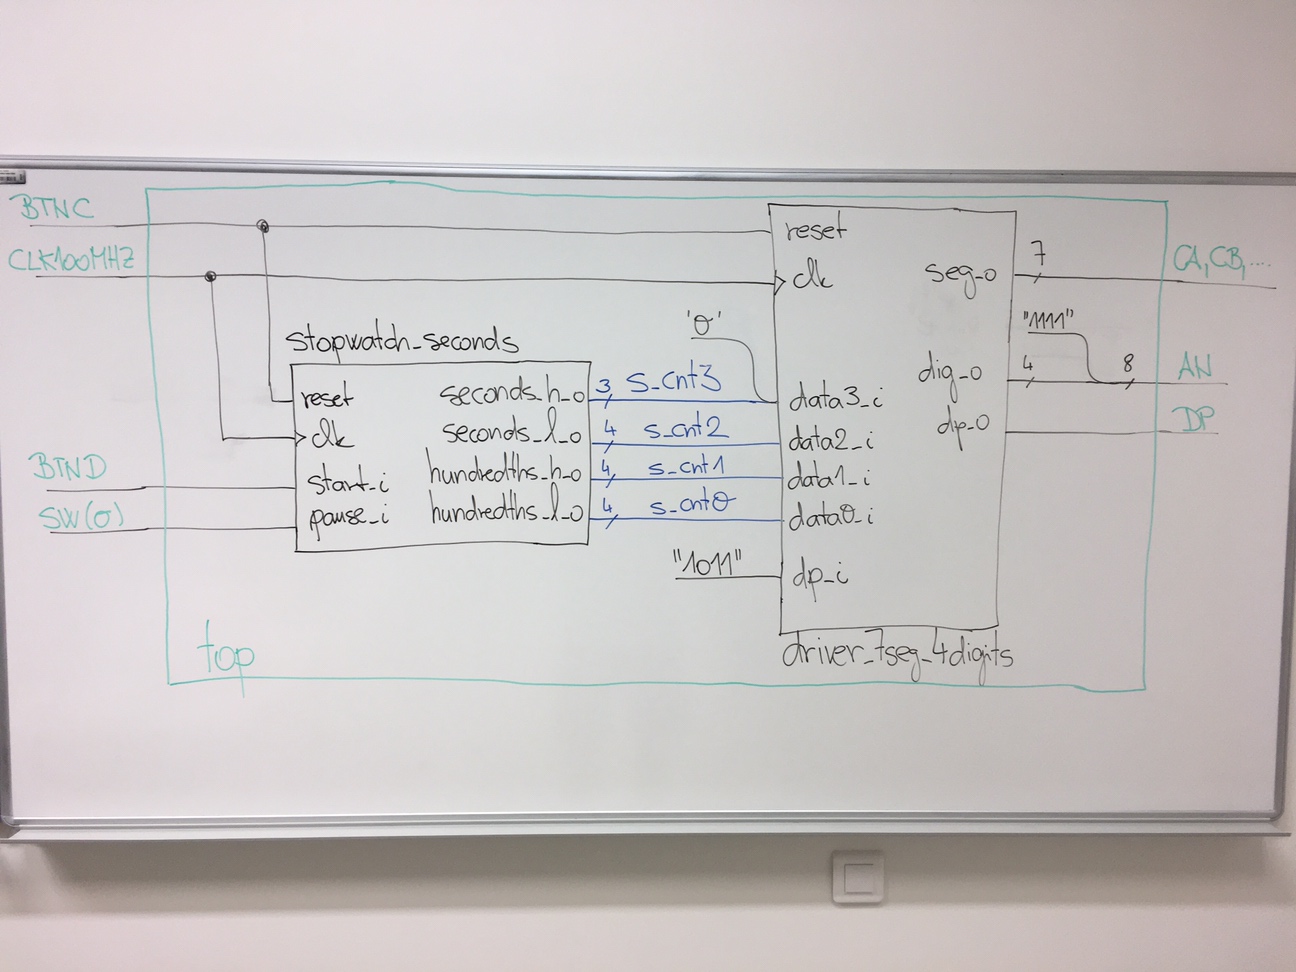 BTNC
CLK100MHZ
BTND
SW(0)
top
stopwatch_seconds
reset
clk
start_i
pause_i
seconds_h_o
seconds_l_o
hundredths_h_o
hundredths_l_o
3 s_cnt3
4 s_cnt2
4 s_cnt1
4 s_cnt0
'0'
"1011"
reset
clk
data3_i
data2_i
data1_i
data0_i
dp_i
seg_o
dig_o
dp_o
driver_7seg_4digits
7
"1111"
4
8
CA,CB,....
AN
DP